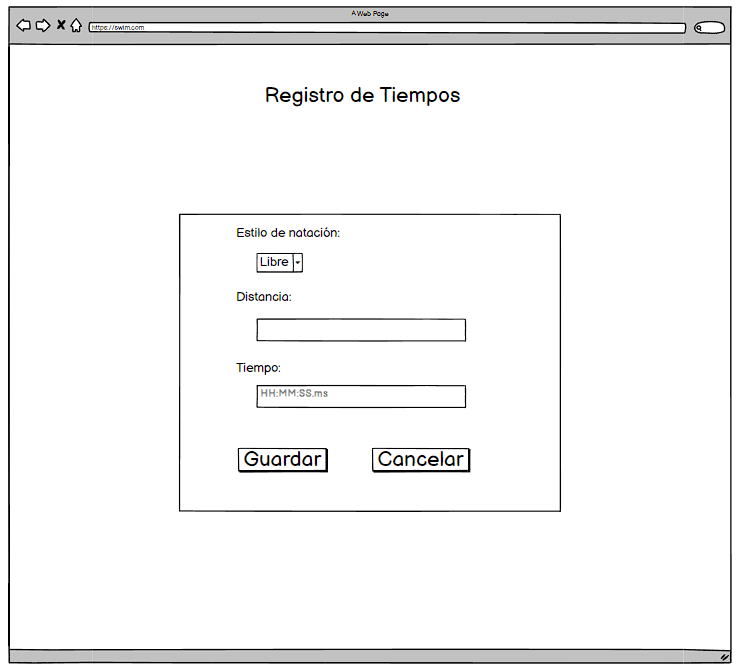 A Web Page
https://swim.com
Registro de Tiempos
Estilo de natación:
Libre
Distancia:
Tiempo:
HH:MM:SS.ms
Guardar
Cancelar